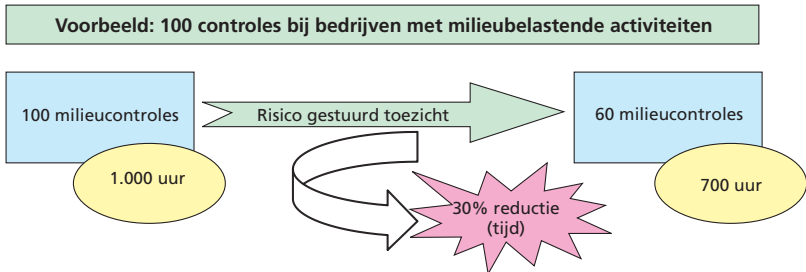 Voorbeeld: 100 controles bij bedrijven met milieubelastende activiteiten
100 milieucontroles
Risico gestuurd toezicht
60 milieucontroles
1.000 uur
30% reductie
(tijd)
700 uur